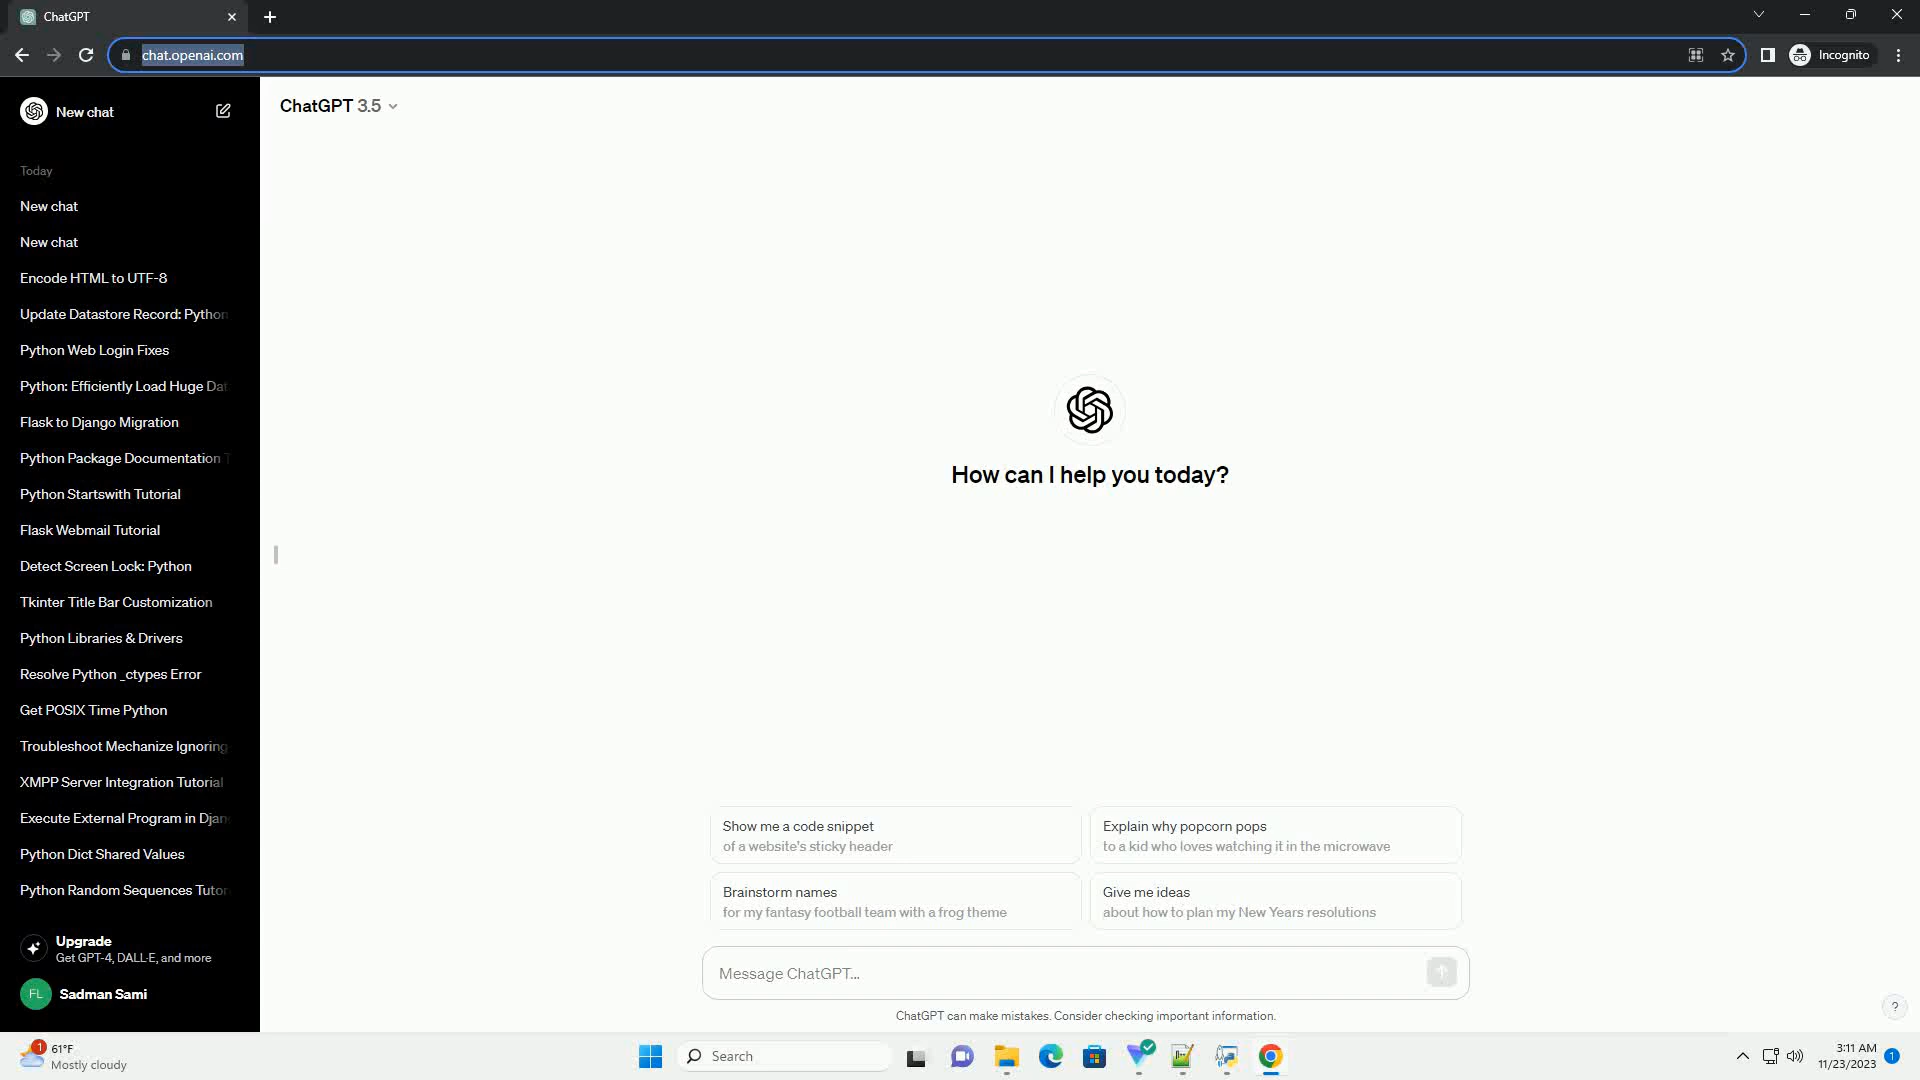 ChatGPT
chat.openai.com
Incognito
New chat
ChatGPT 3.5
Today
New chat
New chat
Encode HTML to UTF-8
Update Datastore Record: Python
Python Web Login Fixes
Python: Efficiently Load Huge Dat
Flask to Django Migration
Python Package Documentation T
Python Startswith Tutorial
Flask Webmail Tutorial
Detect Screen Lock: Python
Tkinter Title Bar Customization
Python Libraries & Drivers
Resolve Python _ctypes Error
Get POSIX Time Python
Troubleshoot Mechanize Ignoring
XMPP Server Integration Tutorial
Execute External Program in Djan
Python Dict Shared Values
Python Random Sequences Tutor
Upgrade
Get GPT-4, DALL·E, and more
FL
Sadman Sami
How can I help you today?
Show me a code snippet
of a website's sticky header
Explain why popcorn pops
to a kid who loves watching it in the microwave
Brainstorm names
for my fantasy football team with a frog theme
Give me ideas
about how to plan my New Years resolutions
Message ChatGPT...
ChatGPT can make mistakes. Consider checking important information.
?
1
61°F
Mostly cloudy
Search
3:11 AM
11/23/2023
1